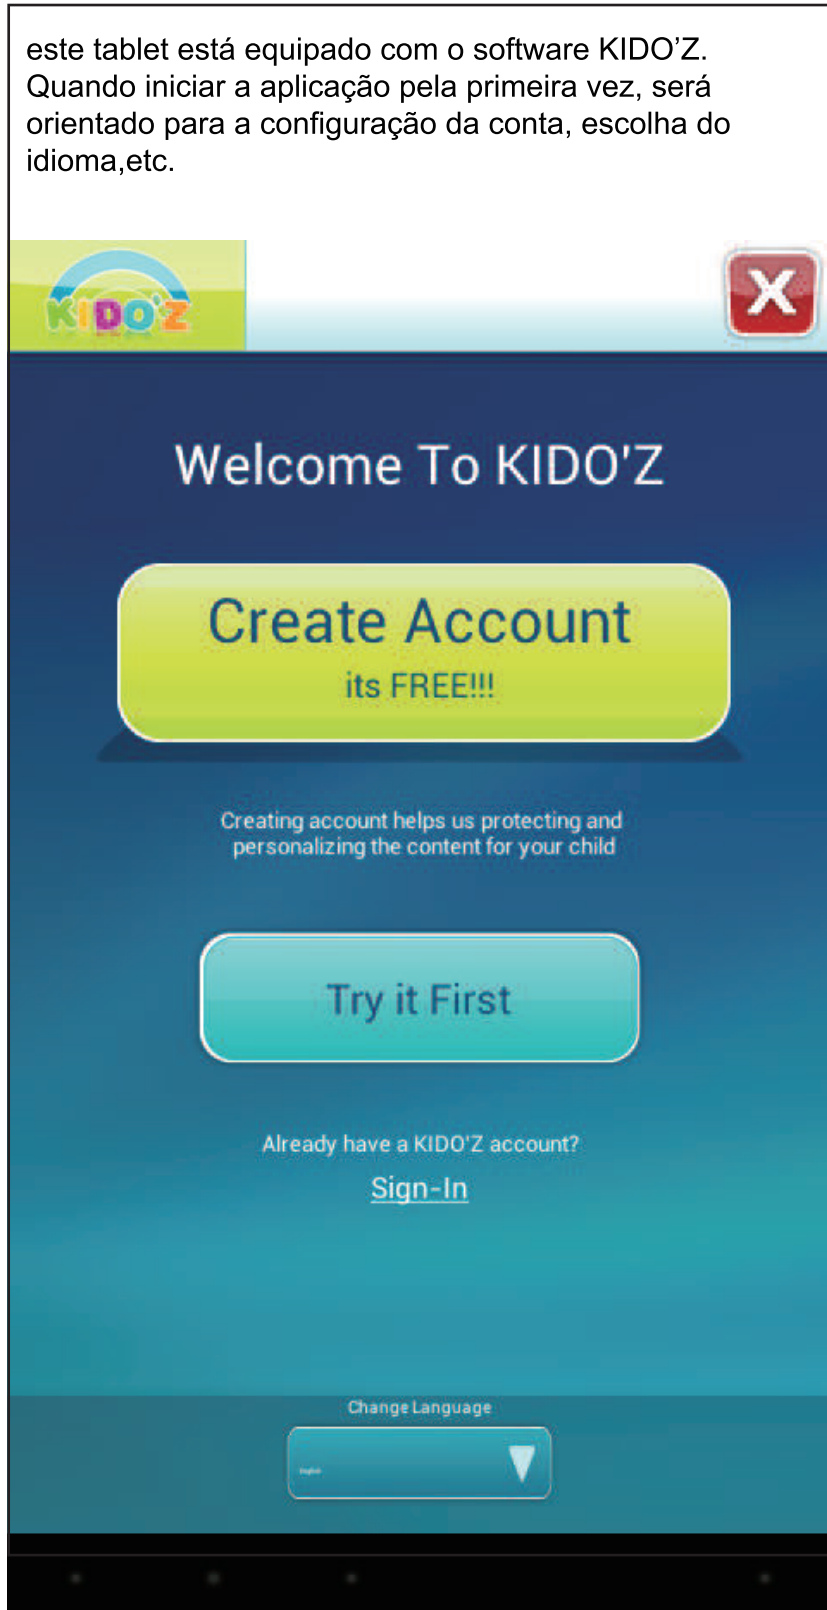 este tablet está equipado com o software KIDO’Z.
Quando iniciar a aplicação pela primeira vez, será
orientado para a configuração da conta, escolha do
idioma,etc.
KIDO'Z
Welcome To KIDO'Z
Create Account
its FREE!!!
Creating account helps us protecting and
personalizing the content for your child
Try it First
Already have a KIDO'Z account?
Sign-In
Change Language
English